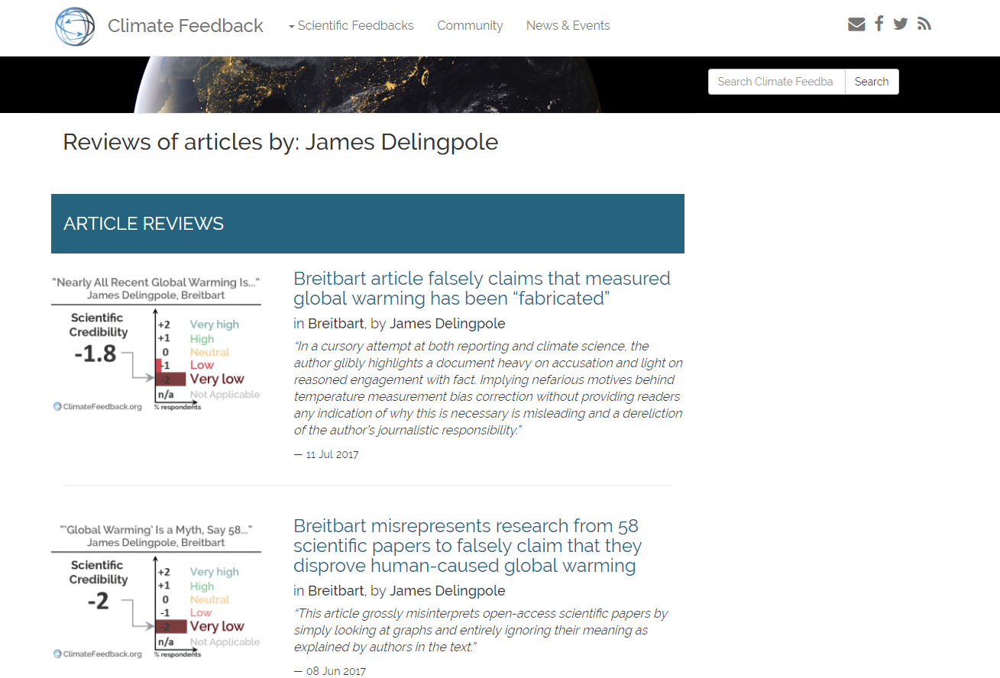 Climate Feedback
Scientific Feedbacks
Community
News & Events
Search Climate Feedba
Search
Reviews of articles by: James Delingpole
ARTICLE REVIEWS
"Nearly All Recent Global Warming Is..."
James Delingpole, Breitbart
Scientific
Credibility
-1.8
+2 Very high
+1 High
0 Neutral
-1 Low
-2 Very low
n/a Not Applicable
ClimateFeedback.org
% respondents
Breitbart article falsely claims that measured
global warming has been “fabricated”
in Breitbart, by James Delingpole
“In a cursory attempt at both reporting and climate science, the
author glibly highlights a document heavy on accusation and light on
reasoned engagement with fact. Implying nefarious motives behind
temperature measurement bias correction without providing readers
any indication of why this is necessary is misleading and a dereliction
of the author’s journalistic responsibility.”
— 11 Jul 2017
"'Global Warming' Is a Myth, Say 58..."
James Delingpole, Breitbart
Scientific
Credibility
-2
+2 Very high
+1 High
0 Neutral
-1 Low
-2 Very low
n/a Not Applicable
ClimateFeedback.org
% respondents
Breitbart misrepresents research from 58
scientific papers to falsely claim that they
disprove human-caused global warming
in Breitbart, by James Delingpole
“This article grossly misinterprets open-access scientific papers by
simply looking at graphs and entirely ignoring their meaning as
explained by authors in the text.”
— 08 Jun 2017